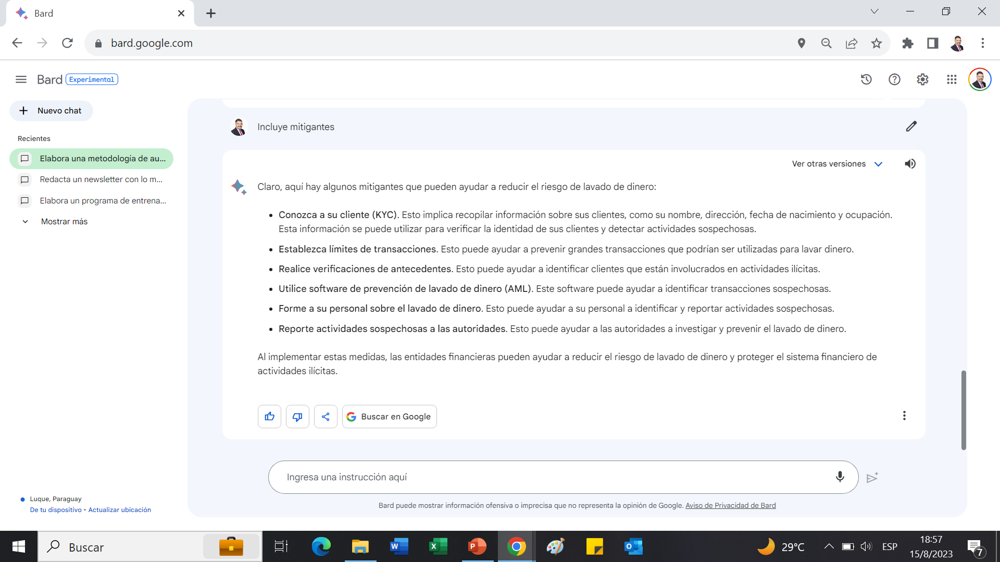 Bard
bard.google.com
Bard Experimental
Nuevo chat
Recientes
Elabora una metodología de au...
Redacta un newsletter con lo m...
Elabora un programa de entrena...
Mostrar más
Luque, Paraguay
De tu dispositivo • Actualizar ubicación
Incluye mitigantes
Ver otras versiones
Claro, aquí hay algunos mitigantes que pueden ayudar a reducir el riesgo de lavado de dinero:
• Conozca a su cliente (KYC). Esto implica recopilar información sobre sus clientes, como su nombre, dirección, fecha de nacimiento y ocupación.
Esta información se puede utilizar para verificar la identidad de sus clientes y detectar actividades sospechosas.
• Establezca límites de transacciones. Esto puede ayudar a prevenir grandes transacciones que podrían ser utilizadas para lavar dinero.
• Realice verificaciones de antecedentes. Esto puede ayudar a identificar clientes que están involucrados en actividades ilícitas.
• Utilice software de prevención de lavado de dinero (AML). Este software puede ayudar a identificar transacciones sospechosas.
• Forme a su personal sobre el lavado de dinero. Esto puede ayudar a su personal a identificar y reportar actividades sospechosas.
• Reporte actividades sospechosas a las autoridades. Esto puede ayudar a las autoridades a investigar y prevenir el lavado de dinero.
Al implementar estas medidas, las entidades financieras pueden ayudar a reducir el riesgo de lavado de dinero y proteger el sistema financiero de
actividades ilícitas.
Buscar en Google
Ingresa una instrucción aquí
Bard puede mostrar información ofensiva o imprecisa que no representa la opinión de Google. Aviso de Privacidad de Bard
Buscar
29°C
ESP
18:57
15/8/2023
7